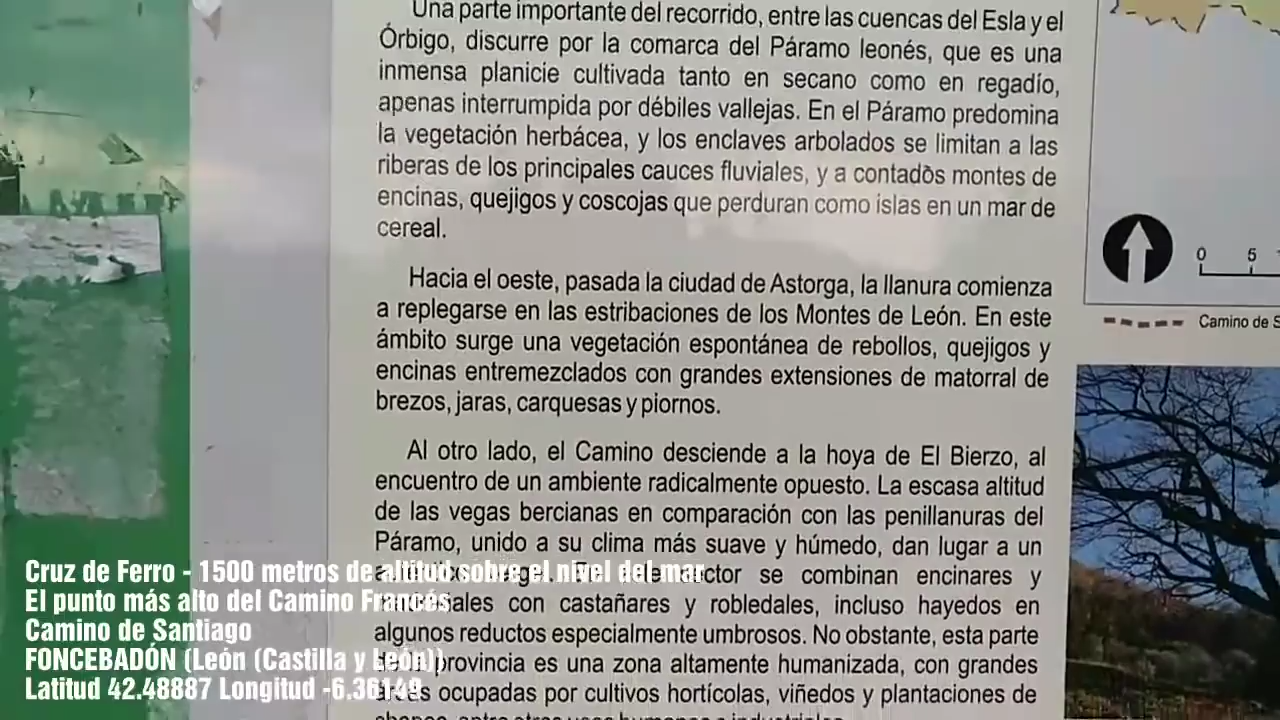 Una parte importante del recorrido, entre las cuencas del Esla y el
Órbigo, discurre por la comarca del Páramo leonés, que es una
inmensa planicie cultivada tanto en secano como en regadío,
apenas interrumpida por débiles vallejas. En el Páramo predomina
la vegetación herbácea, y los enclaves arbolados se limitan a las
riberas de los principales cauces fluviales, y a contados montes de
encinas, quejigos y coscojas que perduran como islas en un mar de
cereal.
Hacia el oeste, pasada la ciudad de Astorga, la llanura comienza
a replegarse en las estribaciones de los Montes de León. En este
ámbito surge una vegetación espontánea de rebollos, quejigos y
encinas entremezclados con grandes extensiones de matorral de
brezos, jaras, carquesas y piornos.
Al otro lado, el Camino desciende a la hoya de El Bierzo, al
encuentro de un ambiente radicalmente opuesto. La escasa altitud
de las vegas bercianas en comparación con las penillanuras del
Páramo, unido a su clima más suave y húmedo, dan lugar a un
se combinan encinares y
con castañares y robledales, incluso hayedos en
algunos reductos especialmente umbrosos. No obstante, esta parte
provincia es una zona altamente humanizada, con grandes
ocupadas por cultivos hortícolas, viñedos y plantaciones de
0 5
Camino de S
Cruz de Ferro - 1500 metros de altitud sobre el nivel del mar
El punto más alto del Camino Francés
Camino de Santiago
FONCEBADÓN (León (Castilla y León))
Latitud 42.48887 Longitud -6.36149